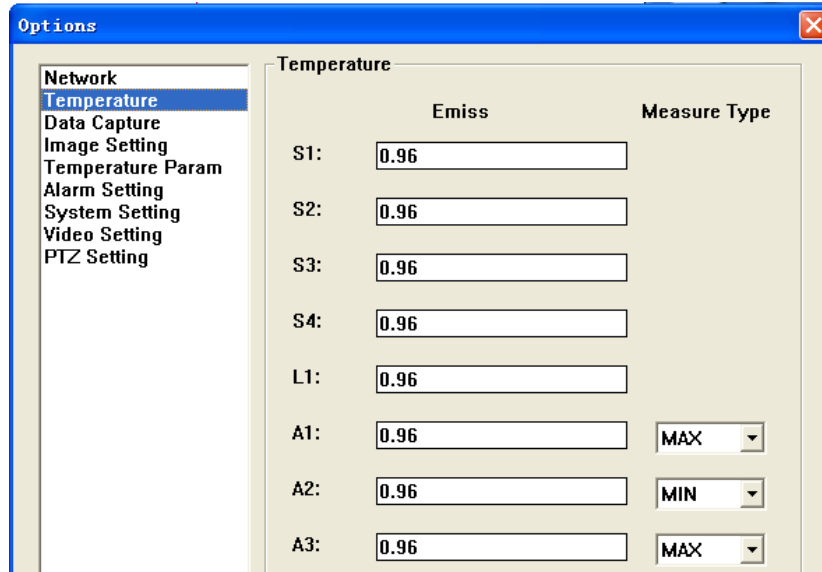 Options
Network
Temperature
Data Capture
Image Setting
Temperature Param
Alarm Setting
System Setting
Video Setting
PTZ Setting
Temperature
Emiss Measure Type
S1: 0.96
S2: 0.96
S3: 0.96
S4: 0.96
L1: 0.96
A1: 0.96 MAX
A2: 0.96 MIN
A3: 0.96 MAX